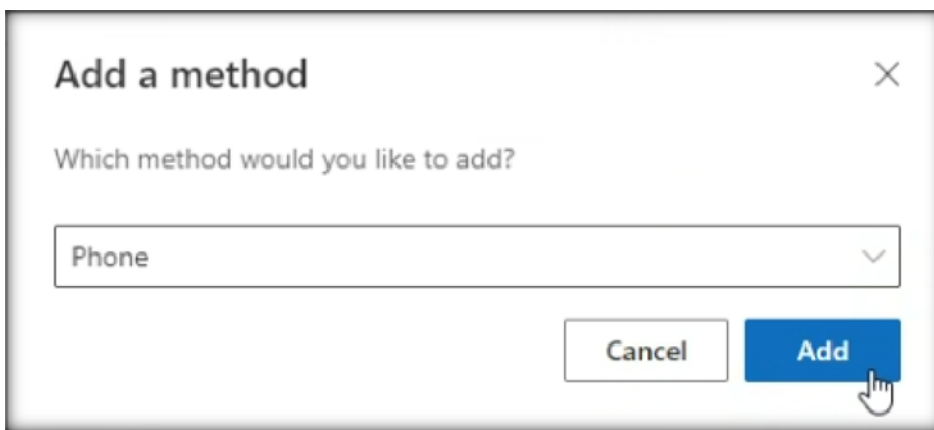 Add a method
Which method would you like to add?
Phone
Cancel
Add